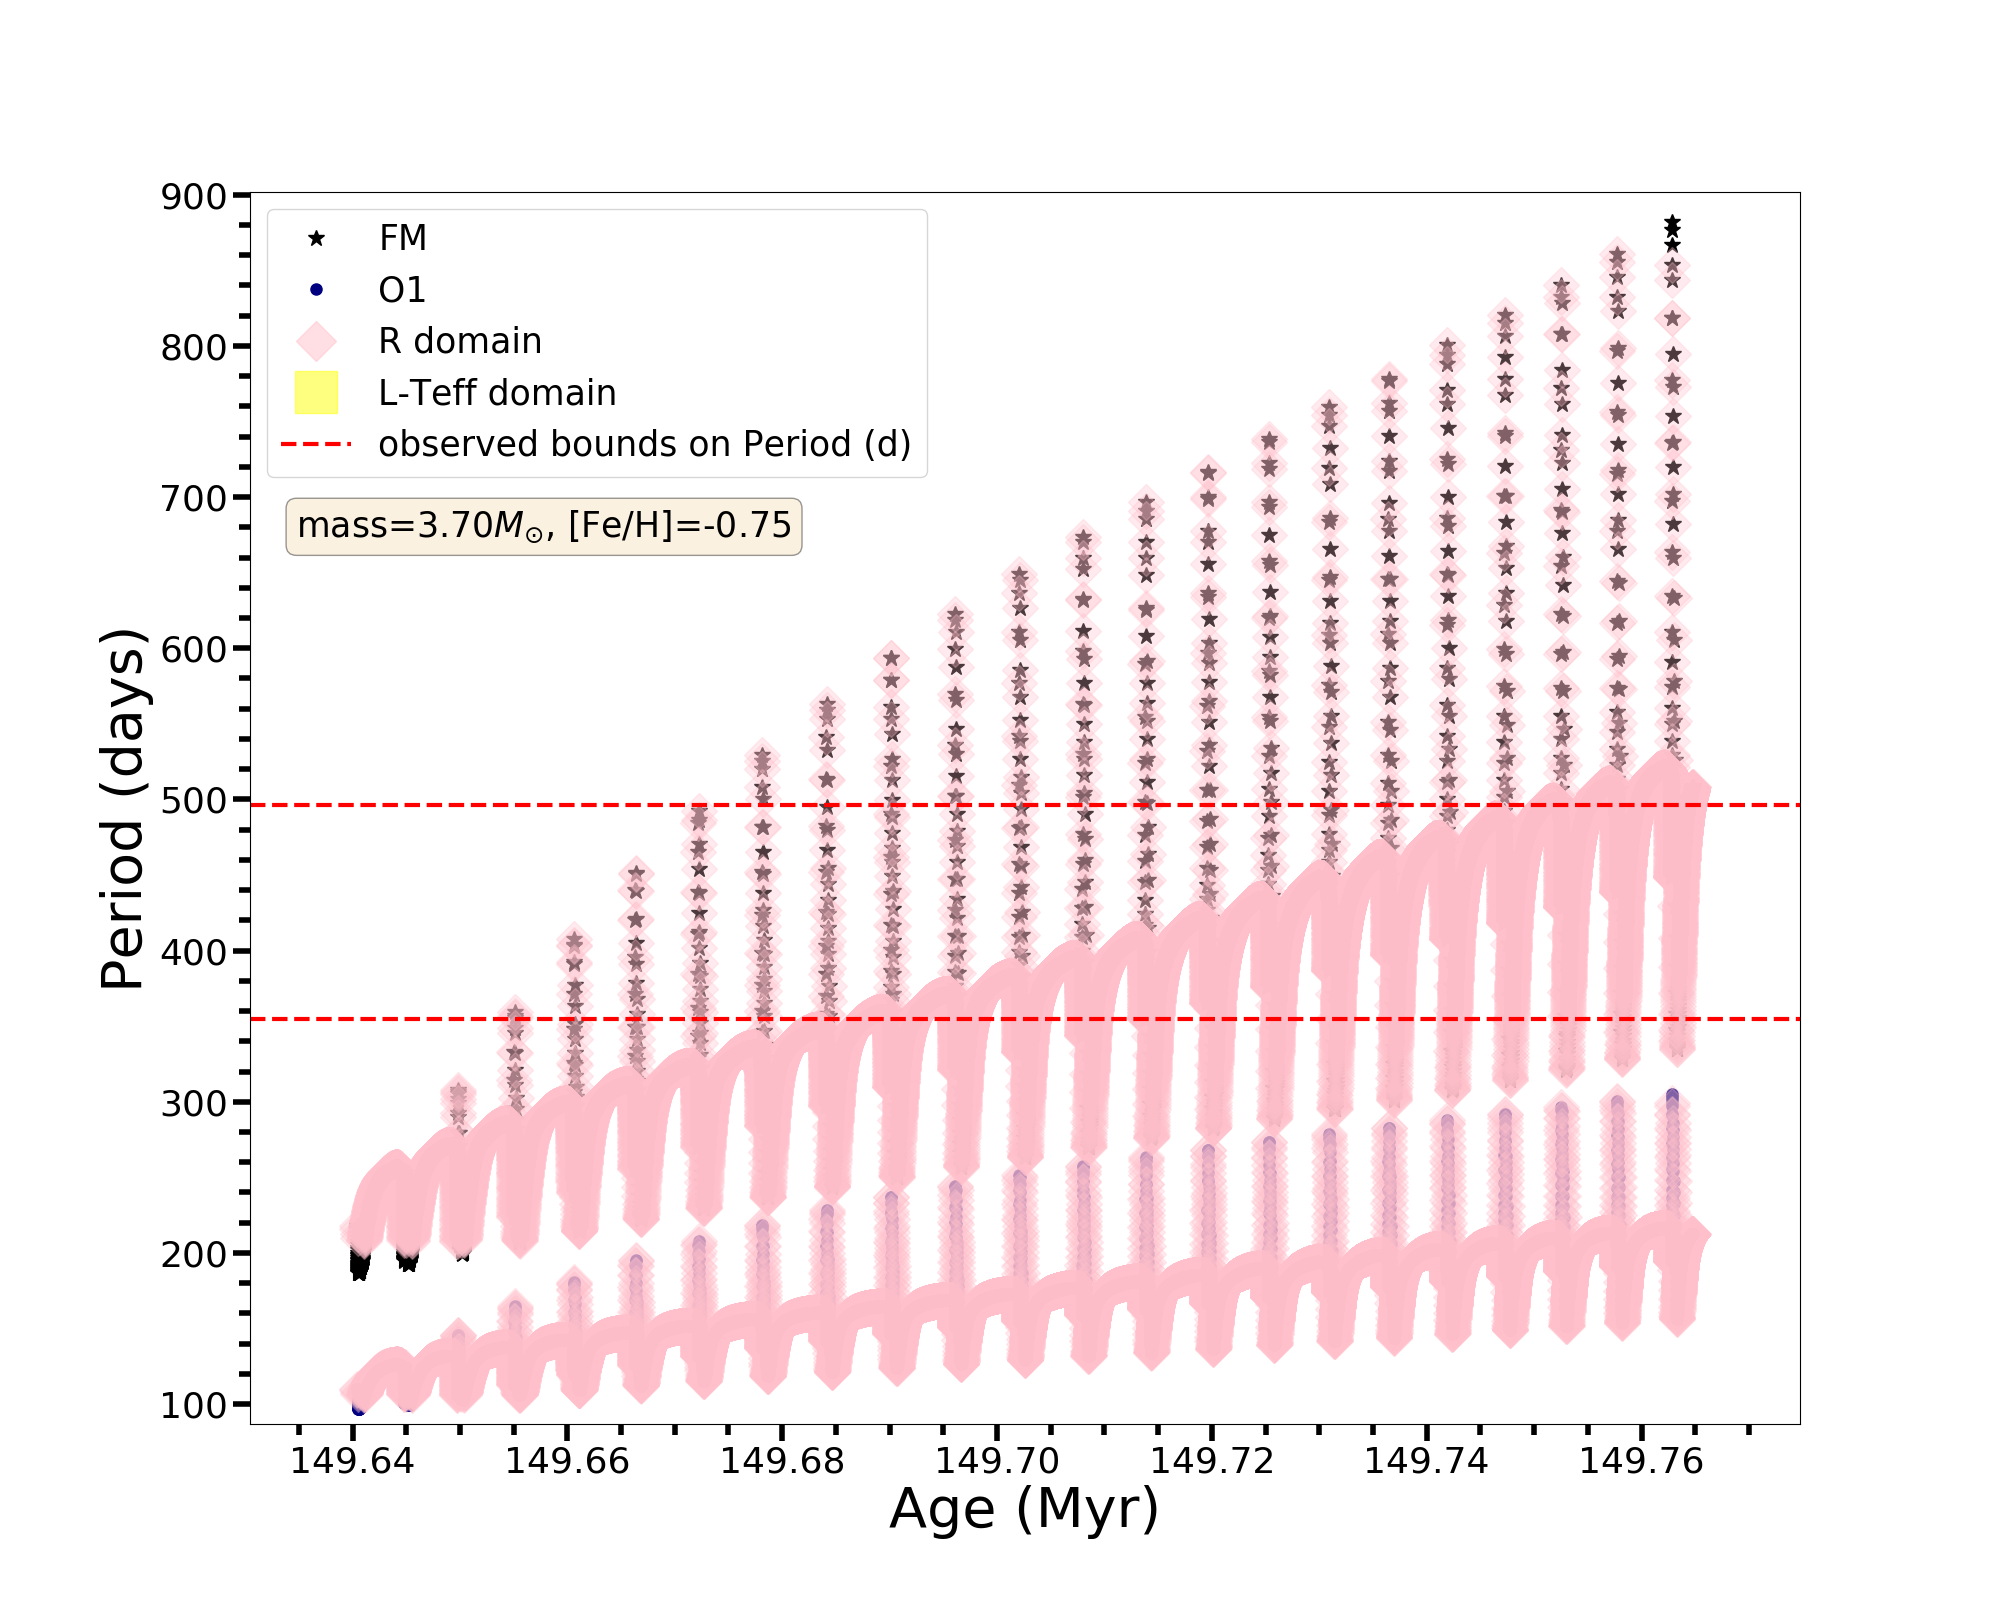 900
800
700
600
500
400
300
200
100
Period (days)
FM
O1
R domain
L-Teff domain
observed bounds on Period (d)
mass=3.70M⊙, [Fe/H]=-0.75
149.64 149.66 149.68 149.70 149.72 149.74 149.76
Age (Myr)